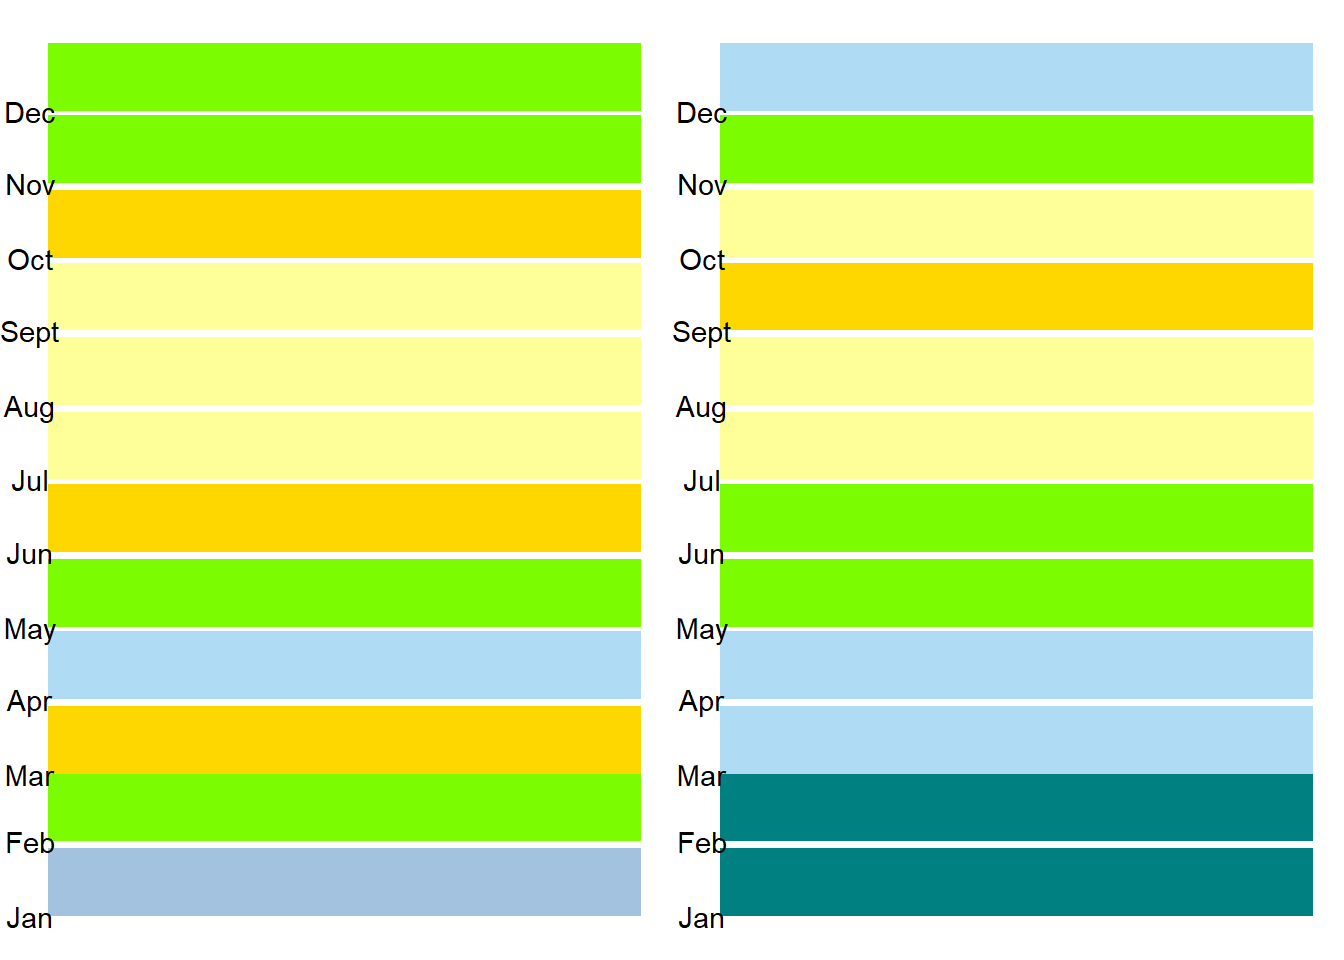 Dec
Nov
Oct
Sept
Aug
Jul
Jun
May
Apr
Mar
Feb
Jan
Dec
Nov
Oct
Sept
Aug
Jul
Jun
May
Apr
Mar
Feb
Jan